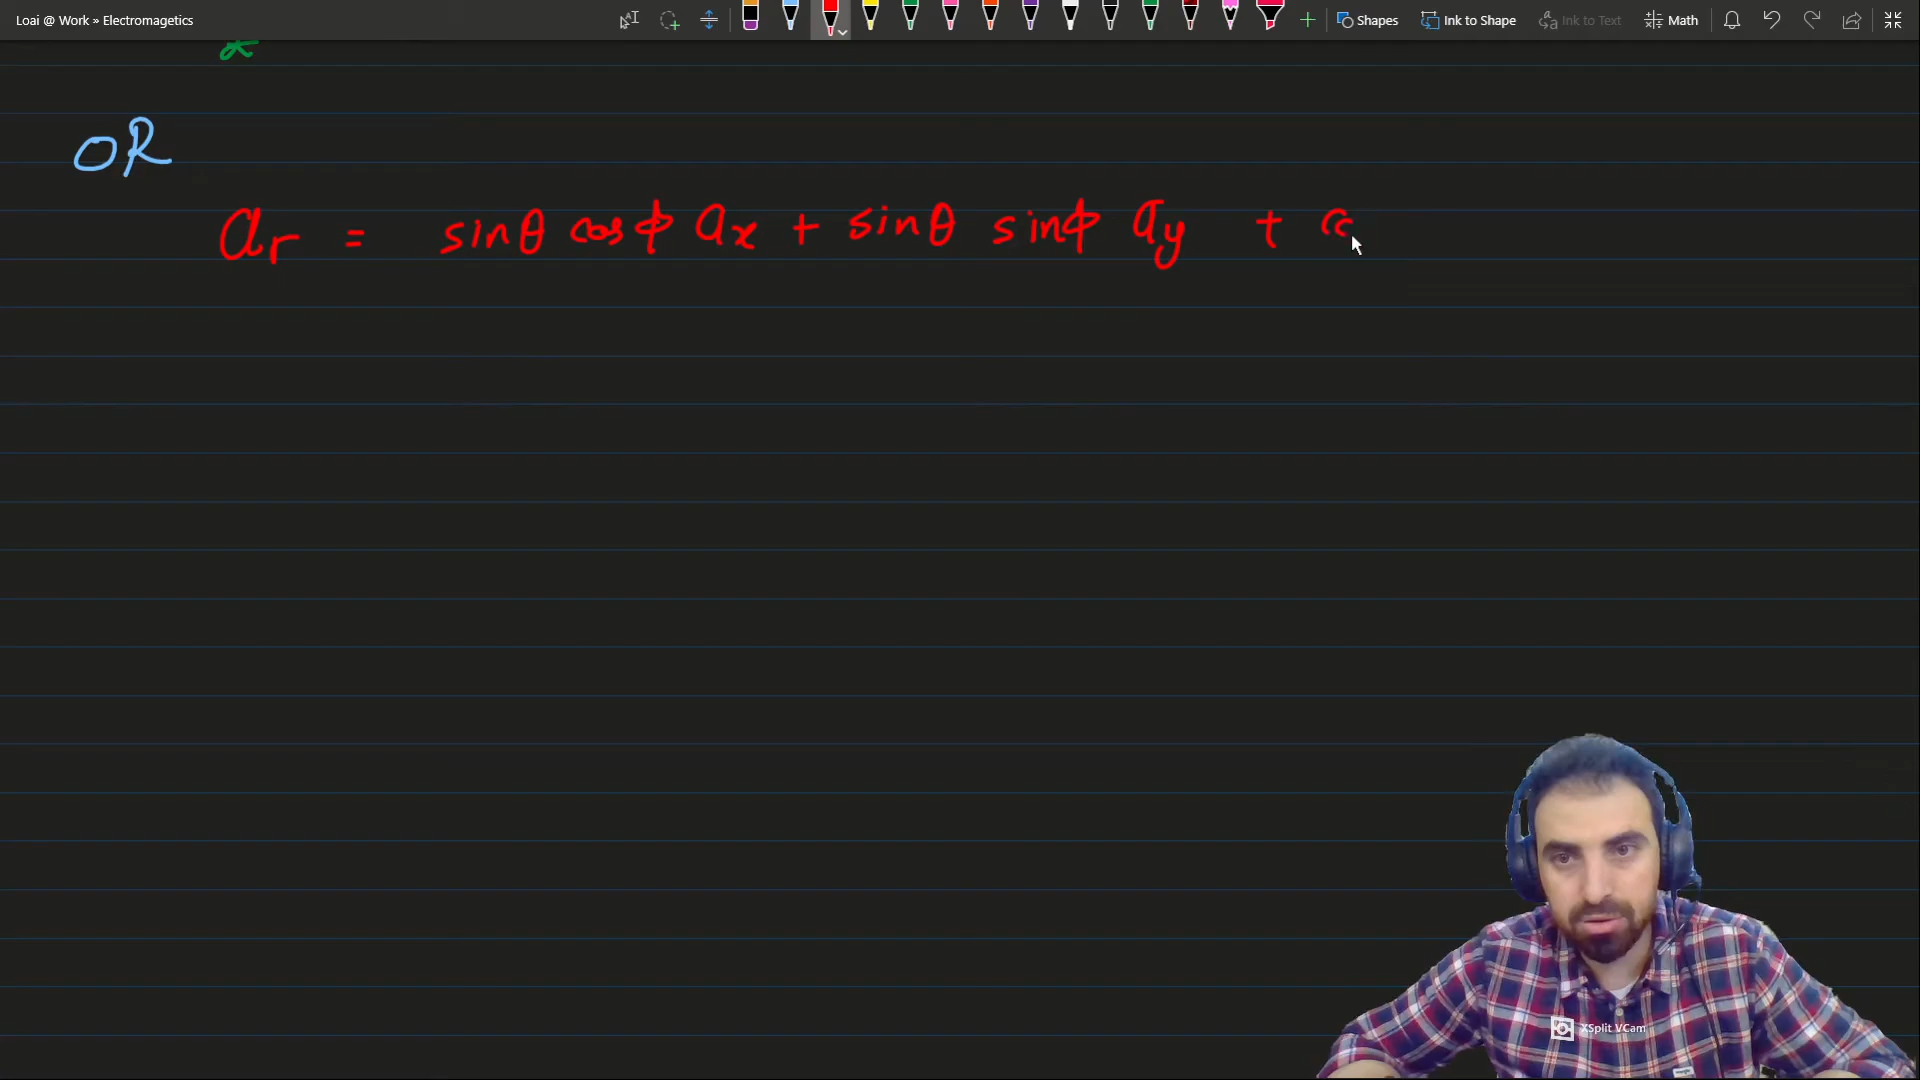 Loai @ Work » Electromagetics
Shapes Ink to Shape Ink to Text Math
OR
ar = sinθ cosϕ ax + sinθ sinϕ ay +
XSplit VCam